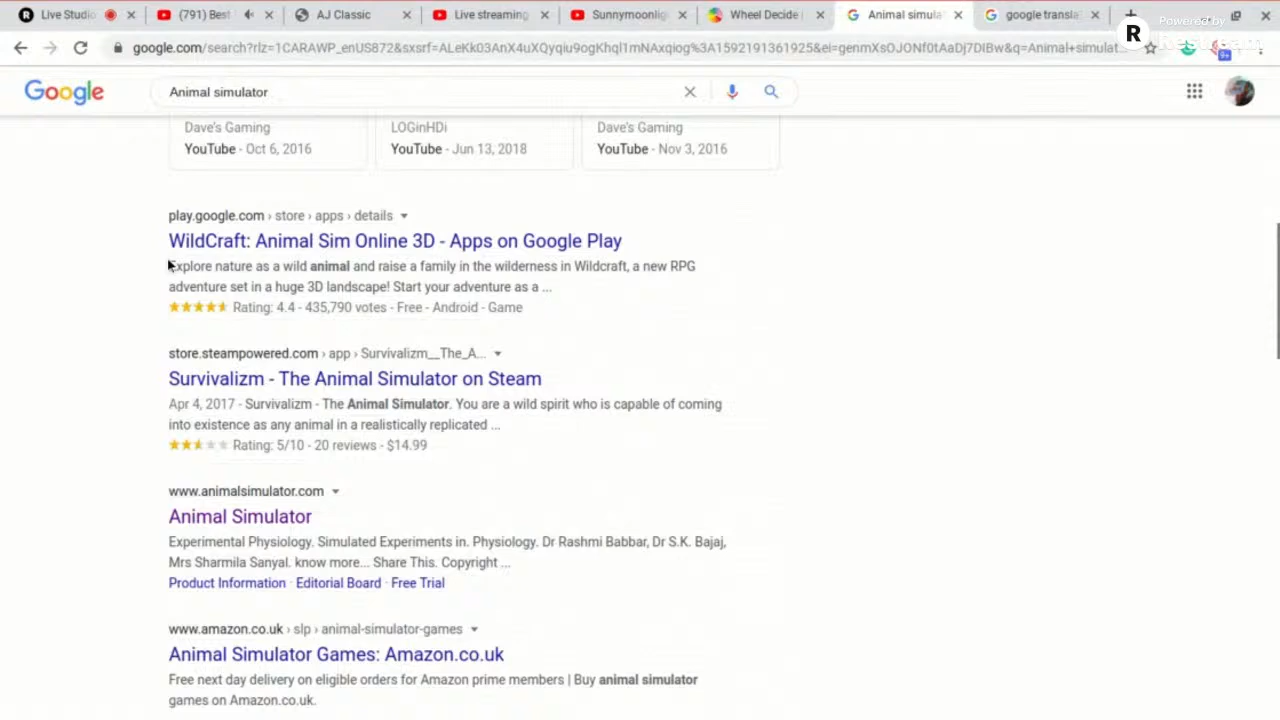 Live Studio
(791) Best
AJ Classic
Live streaming
Sunnymoonlig
Wheel Decide
Animal simula
google transla
Powered by
Restream
google.com/search?rlz=1CARAWP_enUS872&sxsrf=ALeKk03AnX4uXQyqiu9ogKhql1mNAxqiog%3A1592191361925&ei=genmXsOJONf0tAaDj7DIBw&q=Animal+simulat...
R
Google
Animal simulator
Dave's Gaming
YouTube - Oct 6, 2016
LOGinHDi
YouTube - Jun 13, 2018
Dave's Gaming
YouTube - Nov 3, 2016
play.google.com › store › apps › details
WildCraft: Animal Sim Online 3D - Apps on Google Play
Explore nature as a wild animal and raise a family in the wilderness in Wildcraft, a new RPG
adventure set in a huge 3D landscape! Start your adventure as a ...
Rating: 4.4 - 435,790 votes - Free - Android - Game
store.steampowered.com › app › Survivalizm__The_A...
Survivalizm - The Animal Simulator on Steam
Apr 4, 2017 - Survivalizm - The Animal Simulator. You are a wild spirit who is capable of coming
into existence as any animal in a realistically replicated ...
Rating: 5/10 - 20 reviews - $14.99
www.animalsimulator.com
Animal Simulator
Experimental Physiology. Simulated Experiments in. Physiology. Dr Rashmi Babbar, Dr S.K. Bajaj,
Mrs Sharmila Sanyal. know more... Share This. Copyright ...
Product Information · Editorial Board · Free Trial
www.amazon.co.uk › slp › animal-simulator-games
Animal Simulator Games: Amazon.co.uk
Free next day delivery on eligible orders for Amazon prime members | Buy animal simulator
games on Amazon.co.uk.